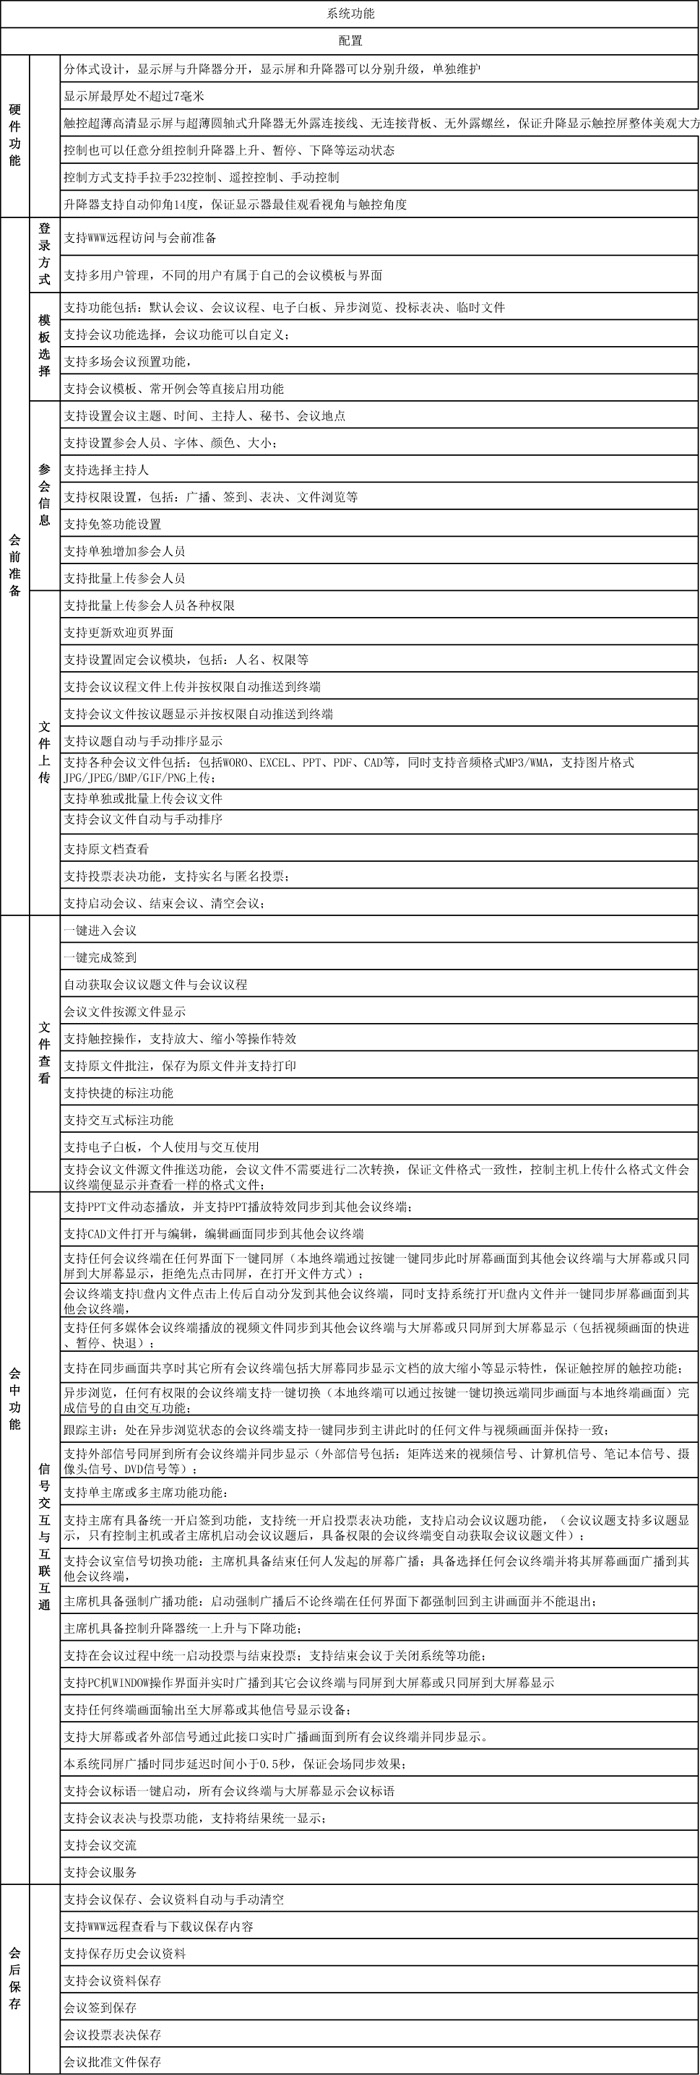 系统功能
配置
硬件功能
分体式设计，显示屏与升降器分开，显示屏和升降器可以分别升级，单独维护
显示屏最厚处不超过7毫米
触控超薄高清显示屏与超薄圆轴式升降器无外露连接线、无连接背板、无外露螺丝，保证升降显示触控屏整体美观大方
控制也可以任意分组控制升降器上升、暂停、下降等运动状态
控制方式支持手拉手232控制、遥控控制、手动控制
升降器支持自动仰角14度，保证显示器最佳观看视角与触控角度
会前准备
登录方式
支持WWW远程访问与会前准备
支持多用户管理，不同的用户有属于自己的会议模板与界面
模板选择
支持功能包括：默认会议、会议议程、电子白板、异步浏览、投标表决、临时文件
支持会议功能选择，会议功能可以自定义；
支持多场会议预置功能，
支持会议模板、常开例会等直接启用功能
参会信息
支持设置会议主题、时间、主持人、秘书、会议地点
支持设置参会人员、字体、颜色、大小；
支持选择主持人
支持权限设置，包括：广播、签到、表决、文件浏览等
支持免签功能设置
支持单独增加参会人员
支持批量上传参会人员
文件上传
支持批量上传参会人员各种权限
支持更新欢迎页界面
支持设置固定会议模块，包括：人名、权限等
支持会议议程文件上传并按权限自动推送到终端
支持会议文件按议题显示并按权限自动推送到终端
支持议题自动与手动排序显示
支持各种会议文件包括：包括WORO、EXCEL、PPT、PDF、CAD等，同时支持音频格式MP3/WMA，支持图片格式
JPG/JPEG/BMP/GIF/PNG上传；
支持单独或批量上传会议文件
支持会议文件自动与手动排序
支持原文档查看
支持投票表决功能，支持实名与匿名投票；
支持启动会议、结束会议、清空会议；
会中功能
文件查看
一键进入会议
一键完成签到
自动获取会议议题文件与会议议程
会议文件按源文件显示
支持触控操作，支持放大、缩小等操作特效
支持原文件批注，保存为原文件并支持打印
支持快捷的标注功能
支持交互式标注功能
支持电子白板，个人使用与交互使用
支持会议文件源文件推送功能，会议文件不需要进行二次转换，保证文件格式一致性，控制主机上传什么格式文件会
议终端便显示并查看一样的格式文件；
信号交互与互联互通
支持PPT文件动态播放，并支持PPT播放特效同步到其他会议终端；
支持CAD文件打开与编辑，编辑画面同步到其他会议终端
支持任何会议终端在任何界面下一键同屏（本地终端通过按键一键同步此时屏幕画面到其他会议终端与大屏幕或只同
屏到大屏幕显示，拒绝先点击同屏，在打开文件方式）；
会议终端支持U盘内文件点击上传后自动分发到其他会议终端，同时支持系统打开U盘内文件并一键同步屏幕画面到其
他会议终端，
支持任何多媒体会议终端播放的视频文件同步到其他会议终端与大屏幕或只同屏到大屏幕显示（包括视频画面的快进
、暂停、快退）；
支持在同步画面共享时其它所有会议终端包括大屏幕同步显示文档的放大缩小等显示特性，保证触控屏的触控功能；
异步浏览，任何有权限的会议终端支持一键切换（本地终端可以通过按键一键切换远端同步画面与本地终端画面）完
成信号的自由交互功能；
跟踪主讲：处在异步浏览状态的会议终端支持一键同步到主讲此时的任何文件与视频画面并保持一致；
支持外部信号同屏到所有会议终端并同步显示（外部信号包括：矩阵送来的视频信号、计算机信号、笔记本信号、摄
像头信号、DVD信号等）；
支持单主席或多主席功能功能：
支持主席有具备统一开启签到功能，支持统一开启投票表决功能，支持启动会议议题功能，（会议议题支持多议题显
示，只有控制主机或者主席机启动会议议题后，具备权限的会议终端变自动获取会议议题文件）；
支持会议室信号切换功能：主席机具备结束任何人发起的屏幕广播；具备选择任何会议终端并将其屏幕画面广播到其
他会议终端，
主席机具备强制广播功能：启动强制广播后不论终端在任何界面下都强制回到主讲画面并不能退出；
主席机具备控制升降器统一上升与下降功能；
支持在会议过程中统一启动投票与结束投票；支持结束会议于关闭系统等功能；
支持PC机WINDOW操作界面并实时广播到其它会议终端与同屏到大屏幕或只同屏到大屏幕显示
支持任何终端画面输出至大屏幕或其他信号显示设备；
支持大屏幕或者外部信号通过此接口实时广播画面到所有会议终端并同步显示。
本系统同屏广播时同步延迟时间小于0.5秒，保证会场同步效果；
支持会议标语一键启动，所有会议终端与大屏幕显示会议标语
支持会议表决与投票功能，支持将结果统一显示；
支持会议交流
支持会议服务
会后保存
支持会议保存、会议资料自动与手动清空
支持WWW远程查看与下载议保存内容
支持保存历史会议资料
支持会议资料保存
会议签到保存
会议投票表决保存
会议批准文件保存